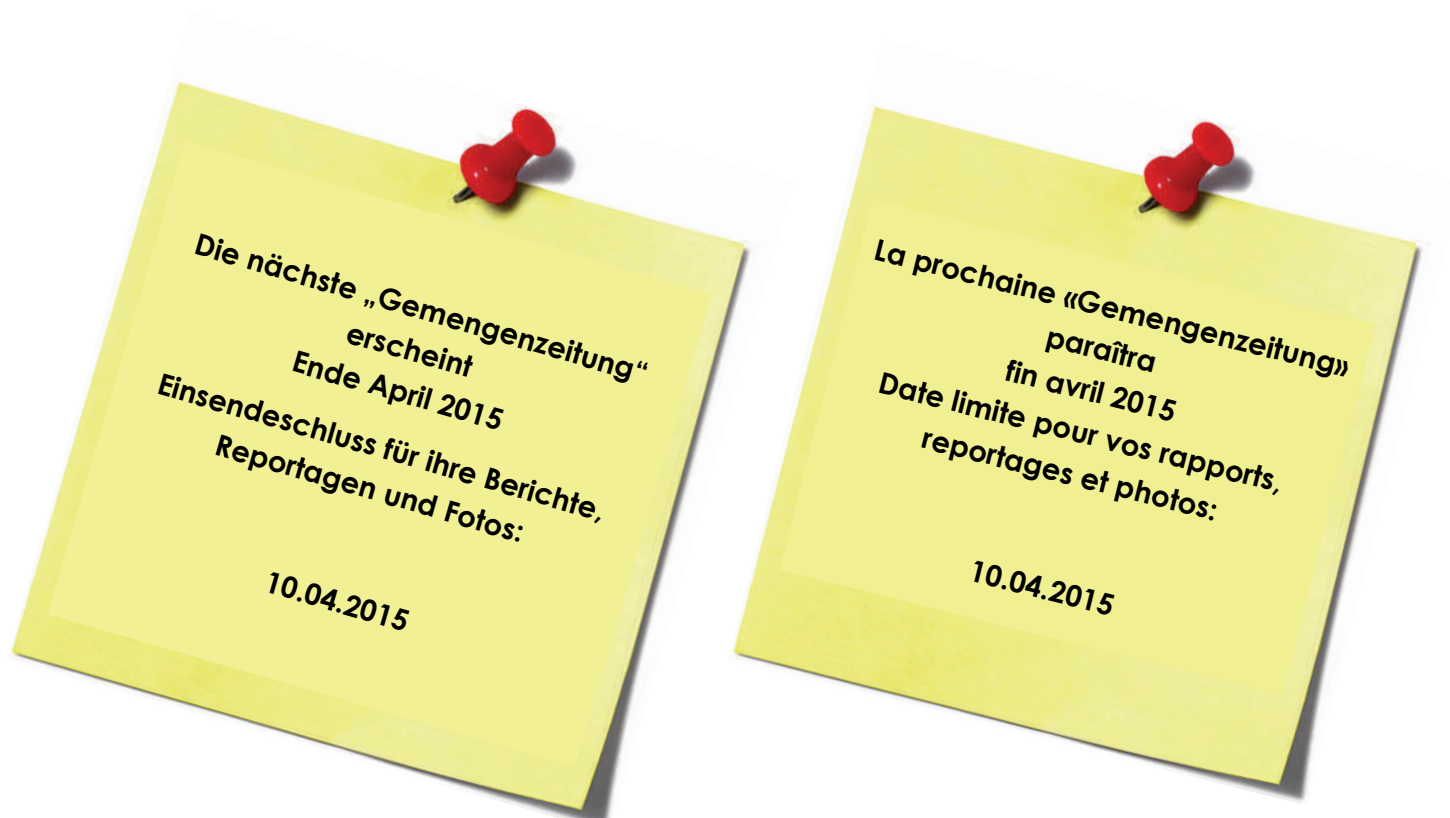 Die nächste „Gemengenzeitung“
erscheint
Ende April 2015
Einsendeschluss für ihre Berichte,
Reportagen und Fotos:
10.04.2015
La prochaine «Gemengenzeitung»
paraîtra
fin avril 2015
Date limite pour vos rapports,
reportages et photos:
10.04.2015